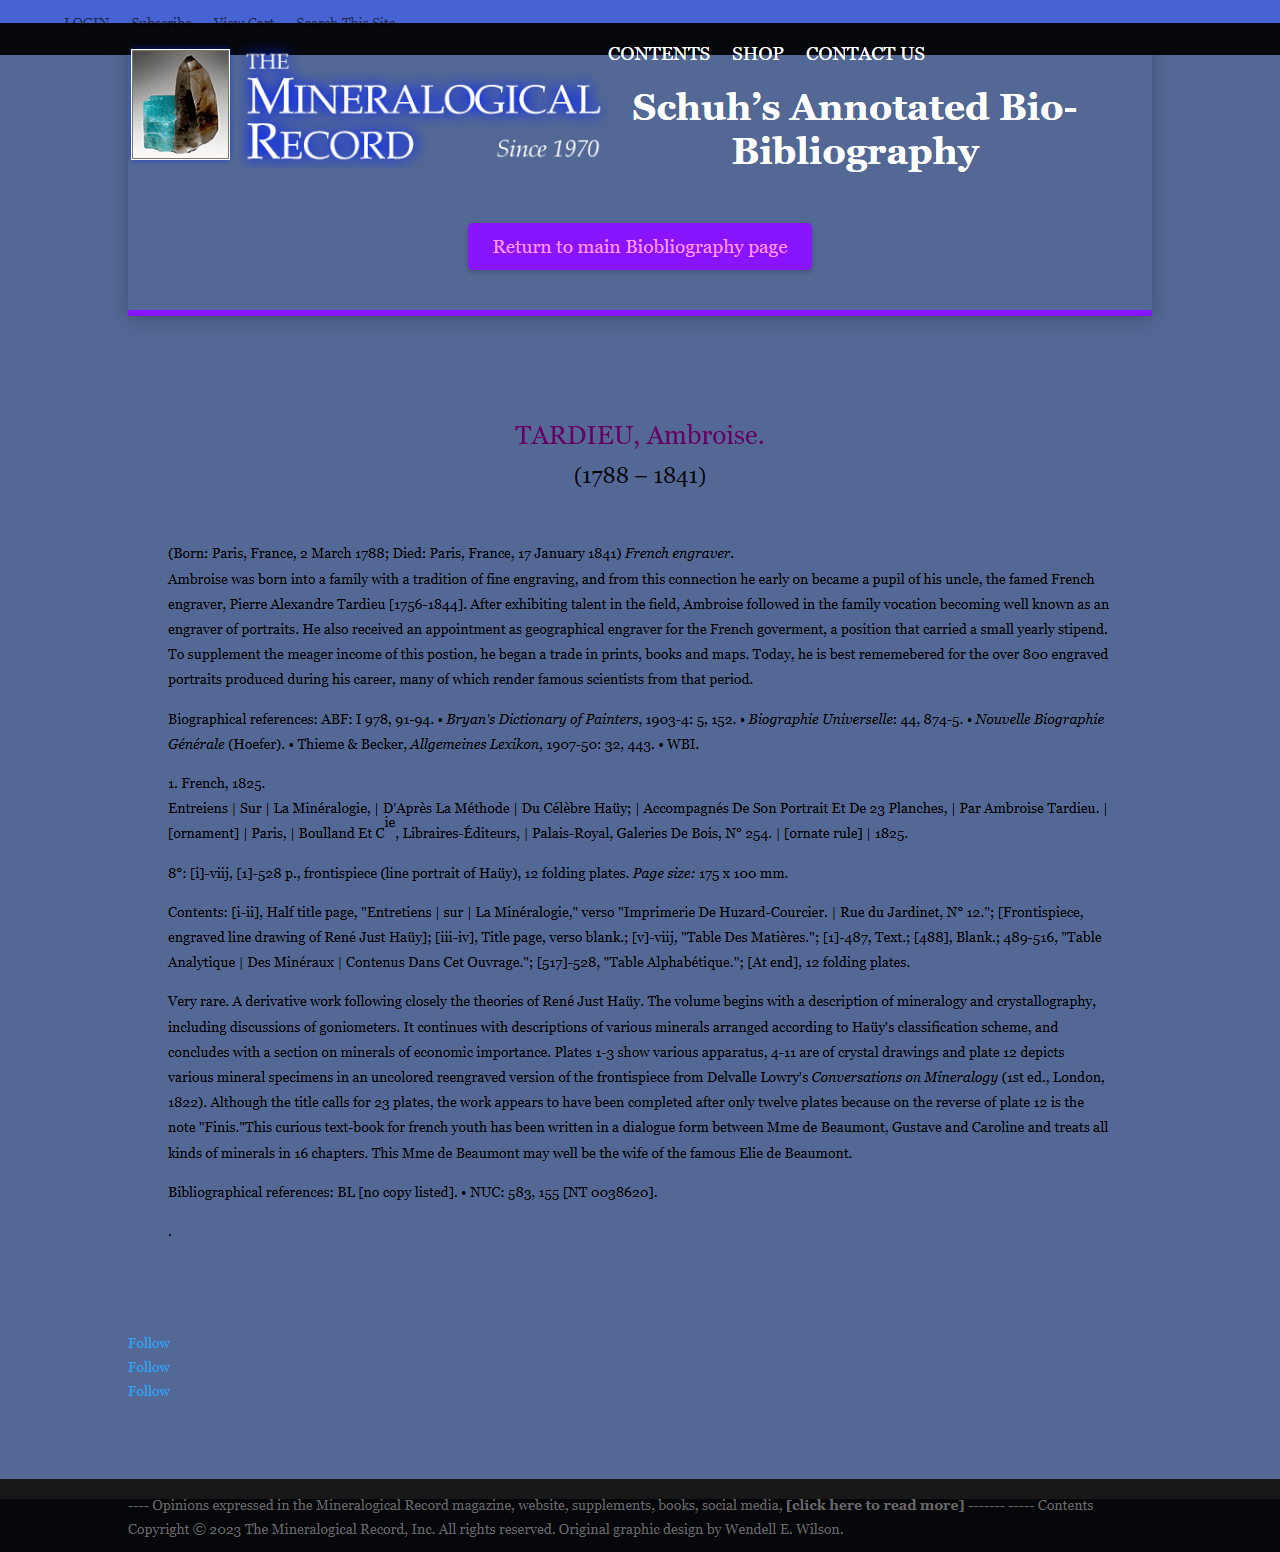 LOGIN Subscribe View Cart Search This Site
CONTENTS SHOP CONTACT US
THE
MINERALOGICAL
RECORD
Since 1970
Schuh’s Annotated Bio-
Bibliography
Return to main Biobliography page
TARDIEU, Ambroise.
(1788 – 1841)
(Born: Paris, France, 2 March 1788; Died: Paris, France, 17 January 1841) French engraver.
Ambroise was born into a family with a tradition of fine engraving, and from this connection he early on became a pupil of his uncle, the famed French
engraver, Pierre Alexandre Tardieu [1756-1844]. After exhibiting talent in the field, Ambroise followed in the family vocation becoming well known as an
engraver of portraits. He also received an appointment as geographical engraver for the French goverment, a position that carried a small yearly stipend.
To supplement the meager income of this postion, he began a trade in prints, books and maps. Today, he is best rememebered for the over 800 engraved
portraits produced during his career, many of which render famous scientists from that period.
Biographical references: ABF: I 978, 91-94. • Bryan's Dictionary of Painters, 1903-4: 5, 152. • Biographie Universelle: 44, 874-5. • Nouvelle Biographie
Générale (Hoefer). • Thieme & Becker, Allgemeines Lexikon, 1907-50: 32, 443. • WBI.
1. French, 1825.
Entreiens | Sur | La Minéralogie, | D'Après La Méthode | Du Célèbre Haüy; | Accompagnés De Son Portrait Et De 23 Planches, | Par Ambroise Tardieu. |
[ornament] | Paris, | Boulland Et Cie, Libraires-Éditeurs, | Palais-Royal, Galeries De Bois, N° 254. | [ornate rule] | 1825.
8°: [i]-viij, [1]-528 p., frontispiece (line portrait of Haüy), 12 folding plates. Page size: 175 x 100 mm.
Contents: [i-ii], Half title page, "Entretiens | sur | La Minéralogie," verso "Imprimerie De Huzard-Courcier. | Rue du Jardinet, N° 12."; [Frontispiece,
engraved line drawing of René Just Haüy]; [iii-iv], Title page, verso blank.; [v]-viij, "Table Des Matières."; [1]-487, Text.; [488], Blank.; 489-516, "Table
Analytique | Des Minéraux | Contenus Dans Cet Ouvrage."; [517]-528, "Table Alphabétique."; [At end], 12 folding plates.
Very rare. A derivative work following closely the theories of René Just Haüy. The volume begins with a description of mineralogy and crystallography,
including discussions of goniometers. It continues with descriptions of various minerals arranged according to Haüy's classification scheme, and
concludes with a section on minerals of economic importance. Plates 1-3 show various apparatus, 4-11 are of crystal drawings and plate 12 depicts
various mineral specimens in an uncolored reengraved version of the frontispiece from Delvalle Lowry's Conversations on Mineralogy (1st ed., London,
1822). Although the title calls for 23 plates, the work appears to have been completed after only twelve plates because on the reverse of plate 12 is the
note "Finis."This curious text-book for french youth has been written in a dialogue form between Mme de Beaumont, Gustave and Caroline and treats all
kinds of minerals in 16 chapters. This Mme de Beaumont may well be the wife of the famous Elie de Beaumont.
Bibliographical references: BL [no copy listed]. • NUC: 583, 155 [NT 0038620].
.
Follow
Follow
Follow
---- Opinions expressed in the Mineralogical Record magazine, website, supplements, books, social media, [click here to read more] ------- ----- Contents
Copyright © 2023 The Mineralogical Record, Inc. All rights reserved. Original graphic design by Wendell E. Wilson.